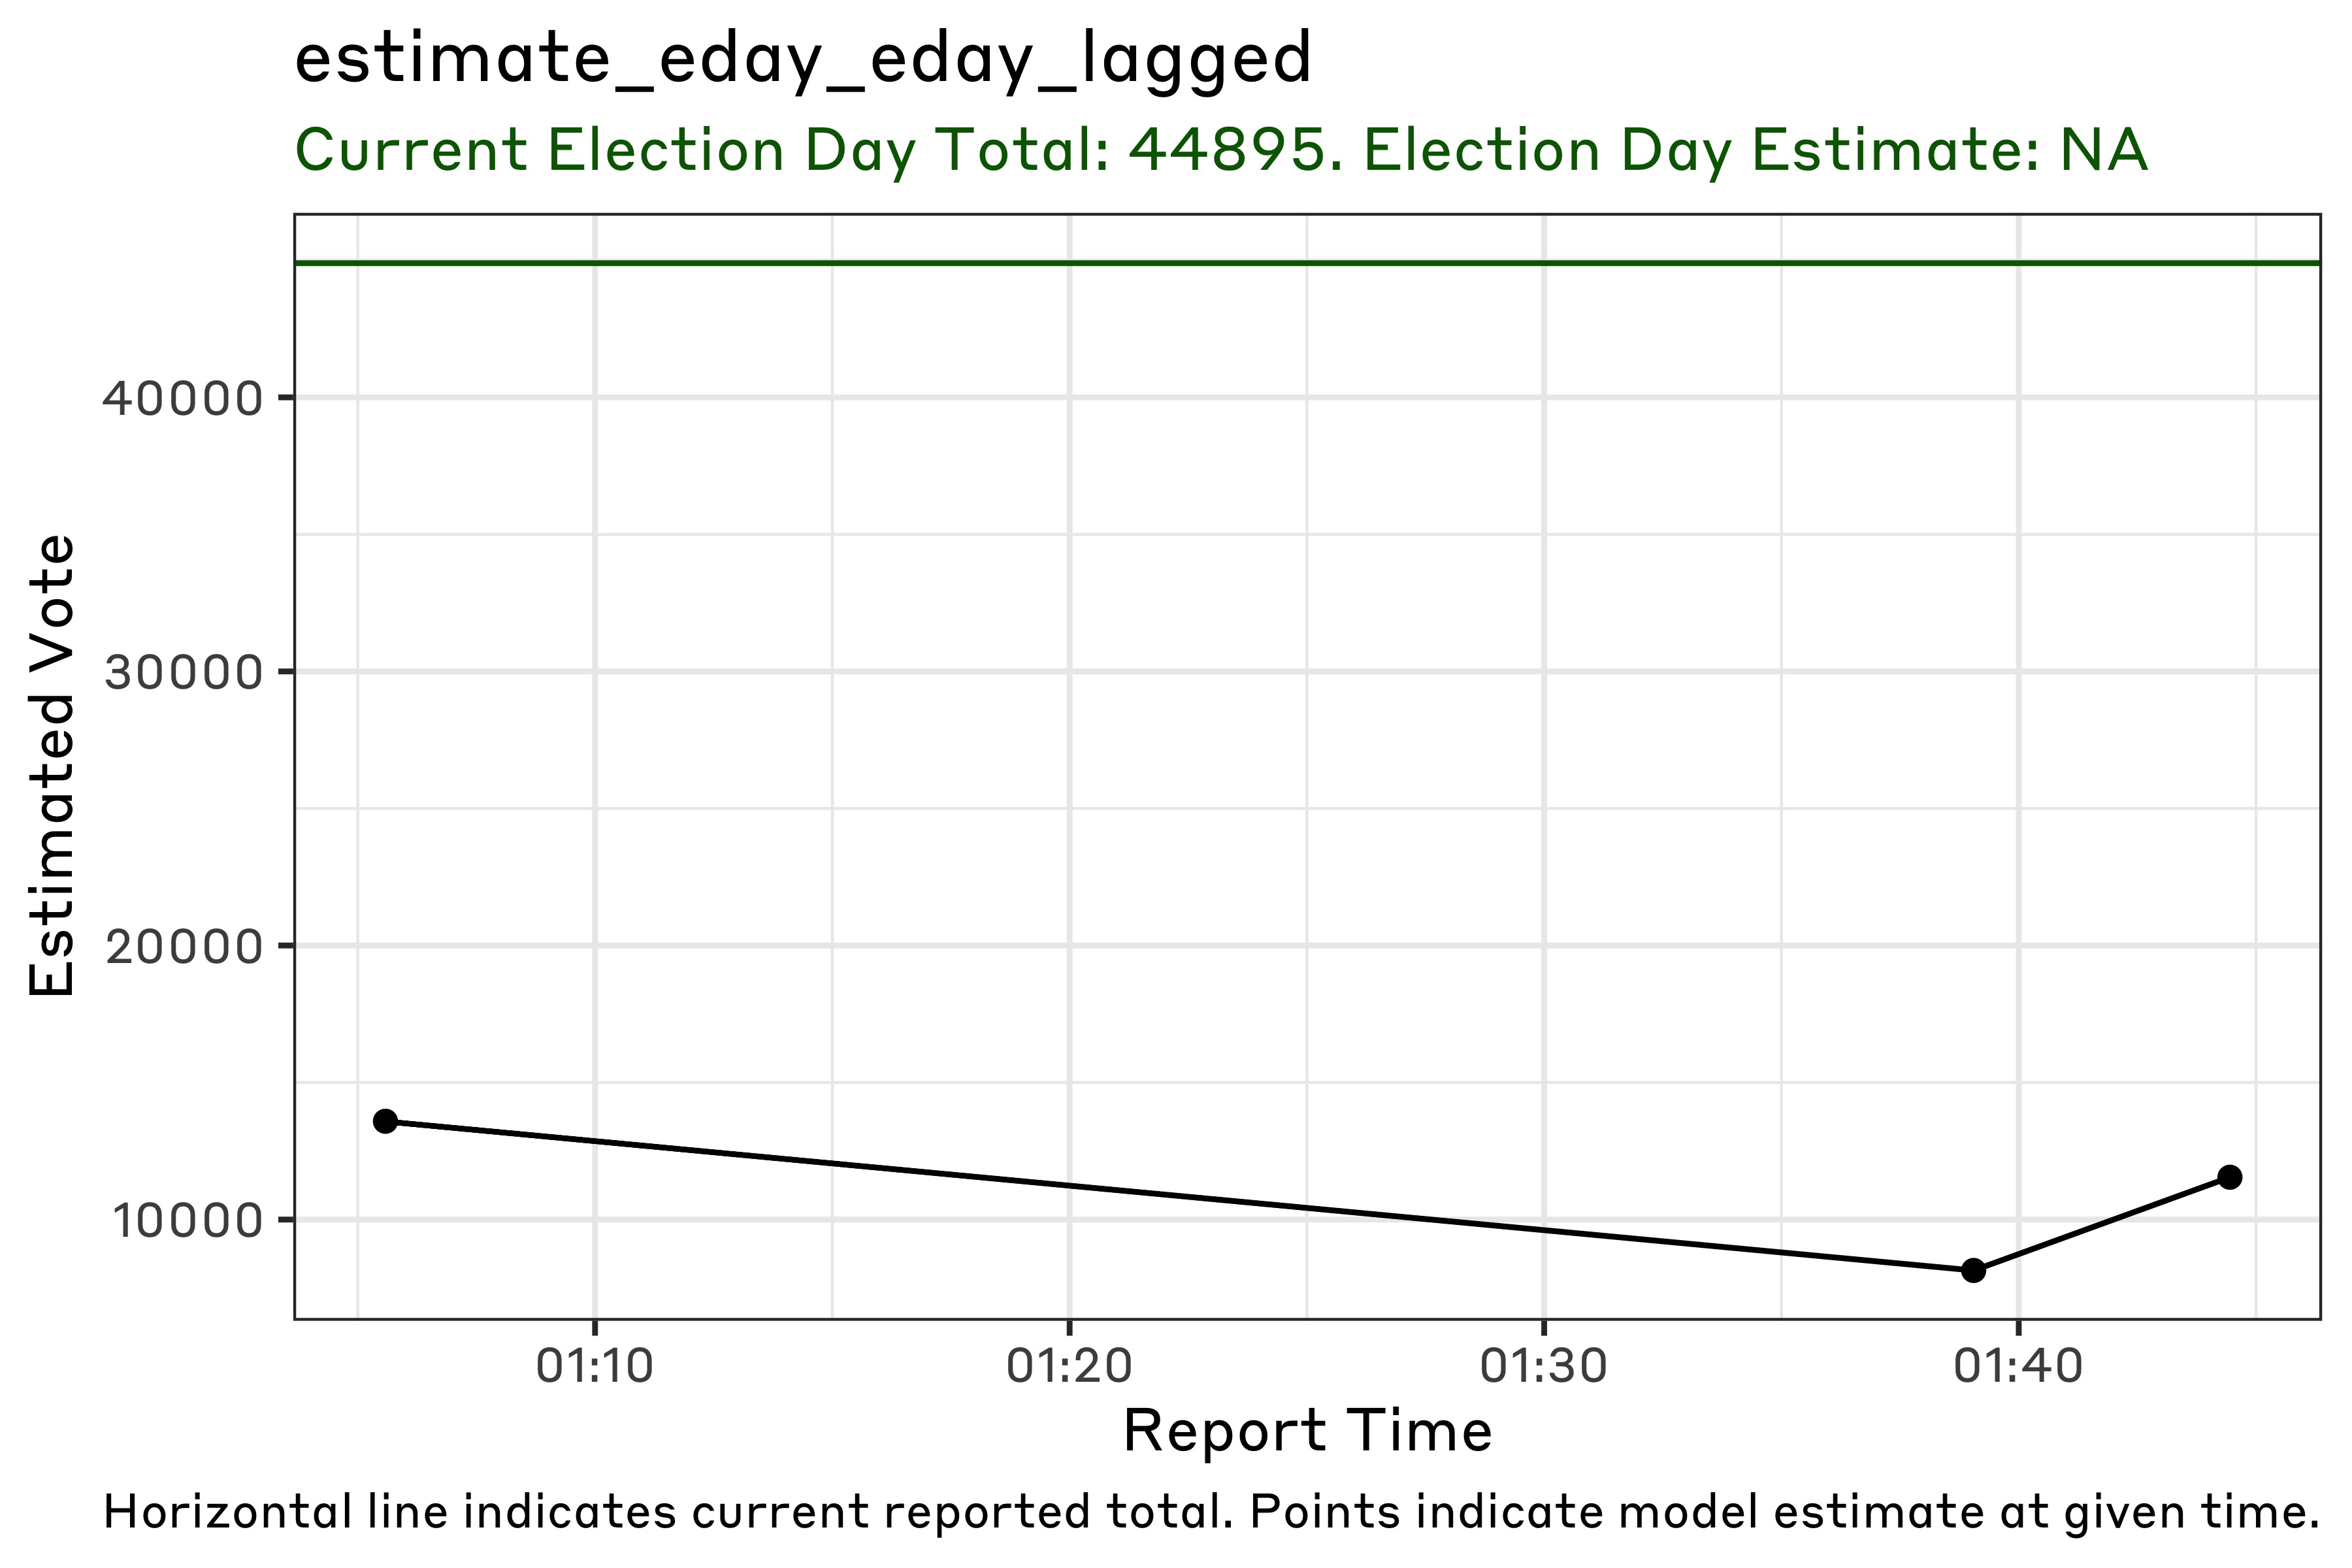 estimate_eday_eday_lagged
Current Election Day Total: 44895. Election Day Estimate: NA
Estimated Vote
40000
30000
20000
10000
01:10 01:20 01:30 01:40
Report Time
Horizontal line indicates current reported total. Points indicate model estimate at given time.